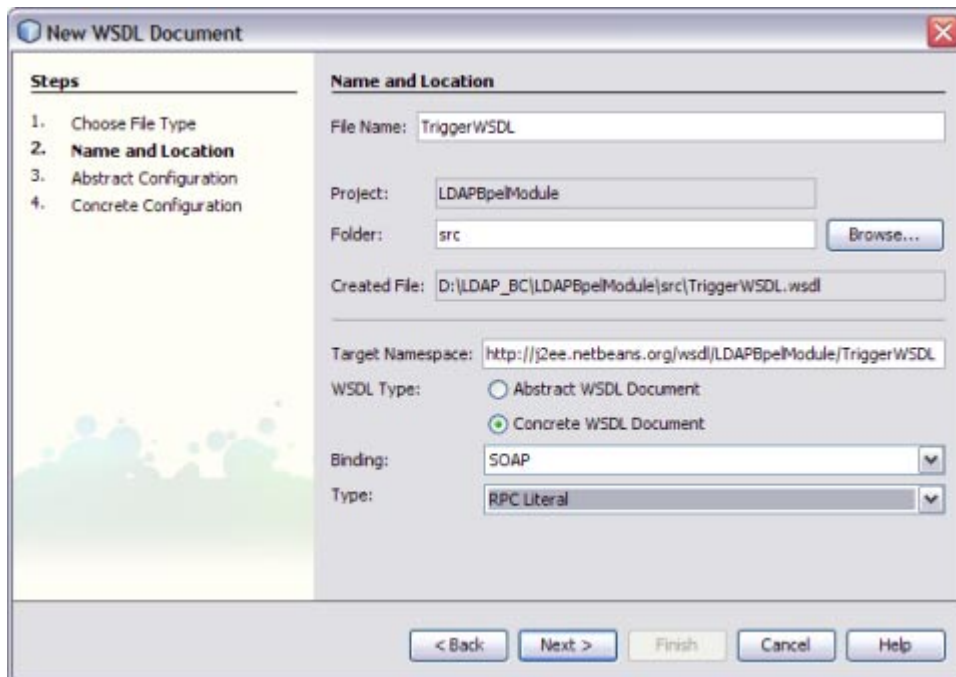 New WSDL Document
Steps
1. Choose File Type
2. Name and Location
3. Abstract Configuration
4. Concrete Configuration
Name and Location
File Name: TriggerWSDL
Project: LDAPBpelModule
Folder: src Browse...
Created File: D:\LDAP_BC\LDAPBpelModule\src\TriggerWSDL.wsdl
Target Namespace: http://j2ee.netbeans.org/wsdl/LDAPBpelModule/TriggerWSDL
WSDL Type: Abstract WSDL Document
Concrete WSDL Document
Binding: SOAP
Type: RPC Literal
< Back Next > Finish Cancel Help